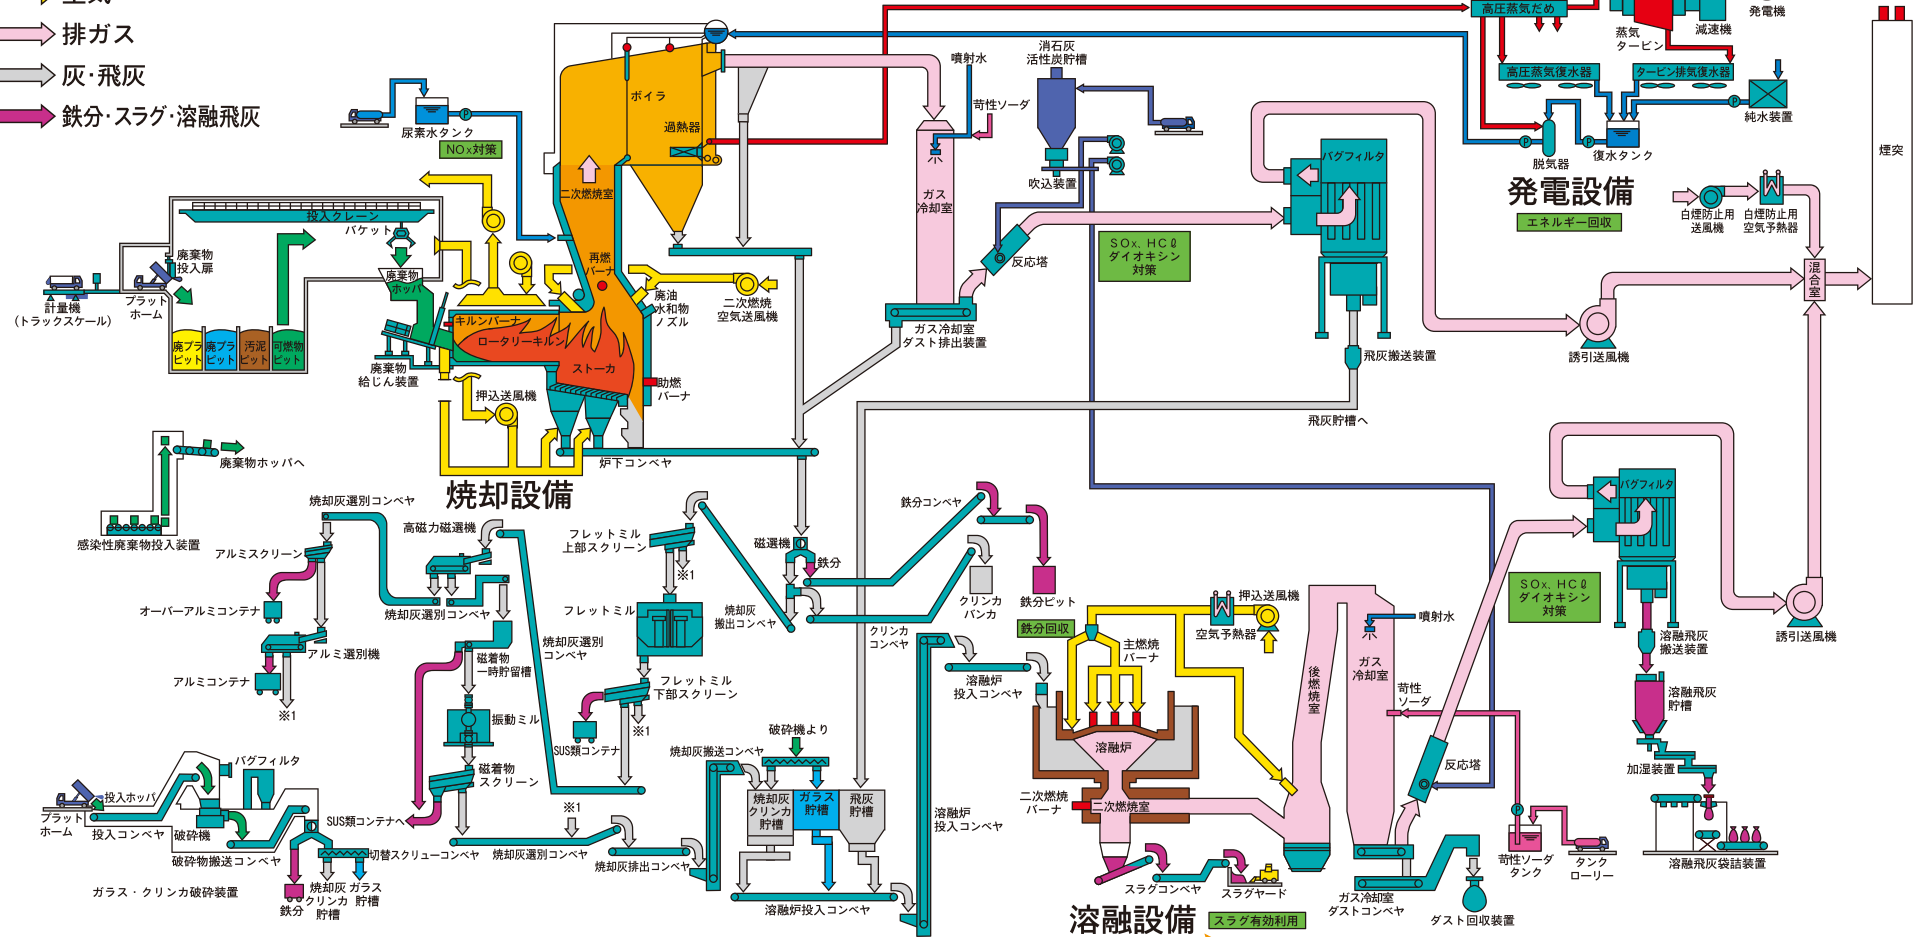 空気
排ガス
灰・飛灰
鉄分・スラグ・溶融飛灰
尿素水タンク
P
NOx対策
ボイラ
過熱器
二次燃焼室
再燃
バーナ
廃油
水和物
ノズル
二次燃焼
空気送風機
投入クレーン
バケット
廃棄物
投入扉
廃棄物
ホッパ
プラット
ホーム
計量機
(トラックスケール)
廃プラ
ピット
廃プラ
ピット
汚泥
ピット
可燃物
ピット
キルンバーナ
ロータリーキルン
ストーカ
助燃
バーナ
廃棄物
給じん装置
押込送風機
炉下コンベヤ
焼却設備
廃棄物ホッパへ
感染性廃棄物投入装置
噴射水
苛性ソーダ
ガス
冷却室
ガス冷却室
ダスト排出装置
消石灰
活性炭貯槽
吹込装置
反応塔
SOx, HCℓ
ダイオキシン
対策
バグフィルタ
飛灰搬送装置
飛灰貯槽へ
誘引送風機
高圧蒸気だめ
蒸気
タービン
減速機
発電機
高圧蒸気復水器
タービン排気復水器
P
純水装置
P
脱気器
P
復水タンク
発電設備
エネルギー回収
煙突
白煙防止用
送風機
白煙防止用
空気予熱器
混
合
室
焼却灰選別コンベヤ
アルミスクリーン
オーバーアルミコンテナ
アルミ選別機
アルミコンテナ
※1
高磁力磁選機
焼却灰選別コンベヤ
磁着物
一時貯留槽
振動ミル
磁着物
スクリーン
SUS類コンテナへ
焼却灰選別
コンベヤ
フレットミル
上部スクリーン
※1
フレットミル
フレットミル
下部スクリーン
※1
SUS類コンテナ
焼却灰
搬出コンベヤ
磁選機
鉄分
鉄分コンベヤ
クリンカ
コンベヤ
クリンカ
バンカ
鉄分ピット
鉄分回収
バグフィルタ
投入ホッパ
プラット
ホーム
投入コンベヤ
破砕機
破砕物搬送コンベヤ
ガラス・クリンカ破砕装置
鉄分
焼却灰
クリンカ
貯槽
ガラス
貯槽
切替スクリューコンベヤ
※1
焼却灰選別コンベヤ
焼却灰排出コンベヤ
焼却灰搬送コンベヤ
破砕機より
焼却灰
クリンカ
貯槽
ガラス
貯槽
飛灰
貯槽
溶融炉投入コンベヤ
溶融炉
投入コンベヤ
溶融炉
投入コンベヤ
主燃焼
バーナ
空気予熱器
押込送風機
溶融炉
二次燃焼
バーナ
二次燃焼室
スラグコンベヤ
スラグヤード
溶融設備
スラグ有効利用
後
燃
焼
室
ガス
冷却室
噴射水
苛性
ソーダ
反応塔
ガス冷却室
ダストコンベヤ
ダスト回収装置
P
苛性ソーダ
タンク
タンク
ローリー
SOx, HCℓ
ダイオキシン
対策
バグフィルタ
誘引送風機
溶融飛灰
搬送装置
溶融飛灰
貯槽
加湿装置
溶融飛灰袋詰装置